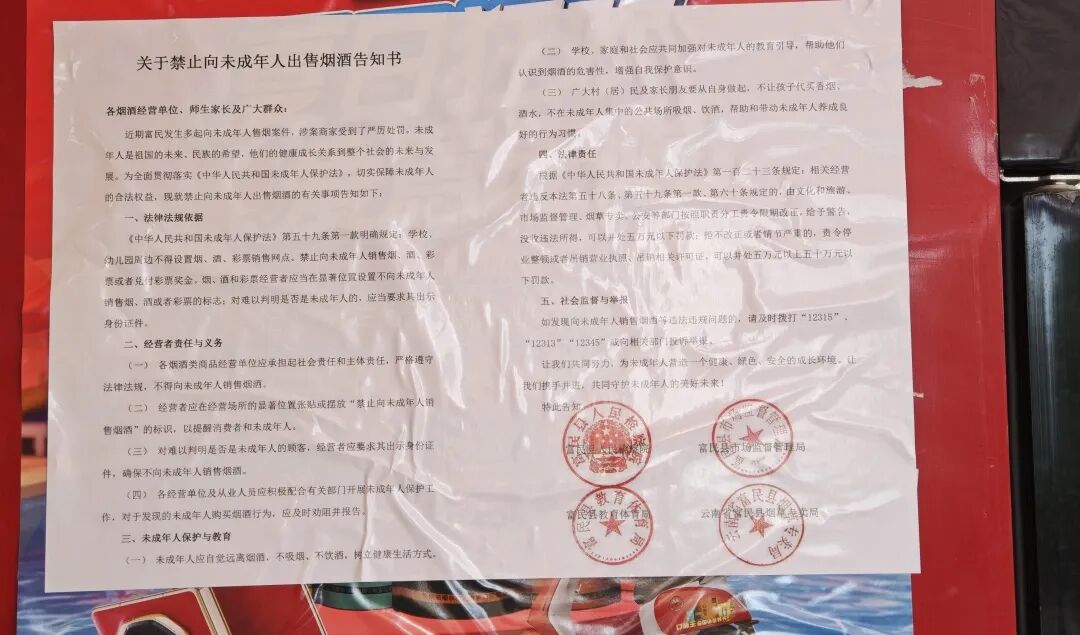 关于禁止向未成年人出售烟酒告知书
各烟酒经营单位、师生家长及广大群众：
近期富民发生多起向未成年人售烟案件，涉案商家受到了严厉处罚，未成
年人是祖国的未来、民族的希望，他们的健康成长关系到整个社会的未来与发
展。为全面贯彻落实《中华人民共和国未成年人保护法》，切实保障未成年人
的合法权益，现就禁止向未成年人出售烟酒的有关事项告知如下：
一、法律法规依据
《中华人民共和国未成年人保护法》第五十九条第一款明确规定：学校、
幼儿园周边不得设置烟、酒、彩票销售网点。禁止向未成年人销售烟、酒、彩
票或者兑付彩票奖金。烟、酒和彩票经营者应当在显著位置设置不向未成年人
销售烟、酒或者彩票的标志；对难以判明是否是未成年人的，应当要求其出示
身份证件。
二、经营者责任与义务
（一） 各烟酒类商品经营单位应承担起社会责任和主体责任，严格遵守
法律法规，不得向未成年人销售烟酒。
（二） 经营者应在经营场所的显著位置张贴或摆放“禁止向未成年人销
售烟酒”的标识，以提醒消费者和未成年人。
（三） 对难以判明是否是未成年人的顾客，经营者应要求其出示身份证
件，确保不向未成年人销售烟酒。
（四） 各经营单位及从业人员应积极配合有关部门开展未成年人保护工
作，对于发现的未成年人购买烟酒行为，应及时劝阻并报告。
三、未成年人保护与教育
（一） 未成年人应自觉远离烟酒、不吸烟、不饮酒，树立健康生活方式。
（二） 学校、家庭和社会应共同加强对未成年人的教育引导，帮助他们
认识到烟酒的危害性，增强自我保护意识。
（三） 广大村（居）民及家长朋友要从自身做起，不让孩子代买香烟、
酒水，不在未成年人集中的公共场所吸烟、饮酒，帮助和带动未成年人养成良
好的行为习惯。
四、法律责任
根据《中华人民共和国未成年人保护法》第一百二十三条规定：相关经营
者违反本法第五十八条、第五十九条第一款、第六十条规定的，由文化和旅游、
市场监督管理、烟草专卖、公安等部门按照职责分工责令限期改正，给予警告，
没收违法所得，可以并处五万元以下罚款；拒不改正或者情节严重的，责令停
业整顿或者吊销营业执照、吊销相关许可证，可以并处五万元以上五十万元以
下罚款。
五、社会监督与举报
如发现向未成年人销售烟酒等违法违规问题的，请及时拨打“12315”、
“12313”“12345”或向相关部门投诉举报。
让我们共同努力，为未成年人营造一个健康、绿色、安全的成长环境。让
我们携手并进，共同守护未成年人的美好未来！
特此告知。
富民县人民检察院
富民县市场监督管理局
富民县教育体育局
云南省富民县烟草专卖局